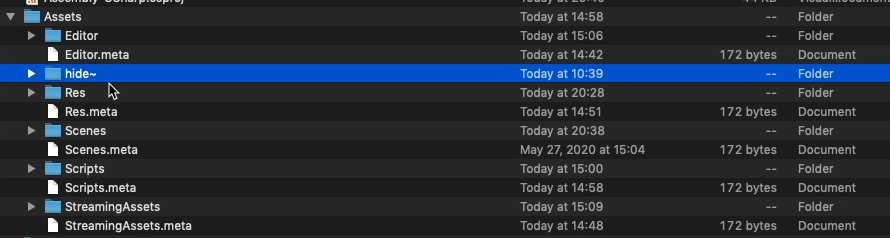 Assets Today at 14:58 -- Folder
Editor Today at 15:06 -- Folder
Editor.meta Today at 14:42 172 bytes Document
hide~ Today at 10:39 -- Folder
Res Today at 20:28 -- Folder
Res.meta Today at 14:51 172 bytes Document
Scenes Today at 20:38 -- Folder
Scenes.meta May 27, 2020 at 15:04 172 bytes Document
Scripts Today at 15:00 -- Folder
Scripts.meta Today at 14:58 172 bytes Document
StreamingAssets Today at 15:09 -- Folder
StreamingAssets.meta Today at 14:48 172 bytes Document